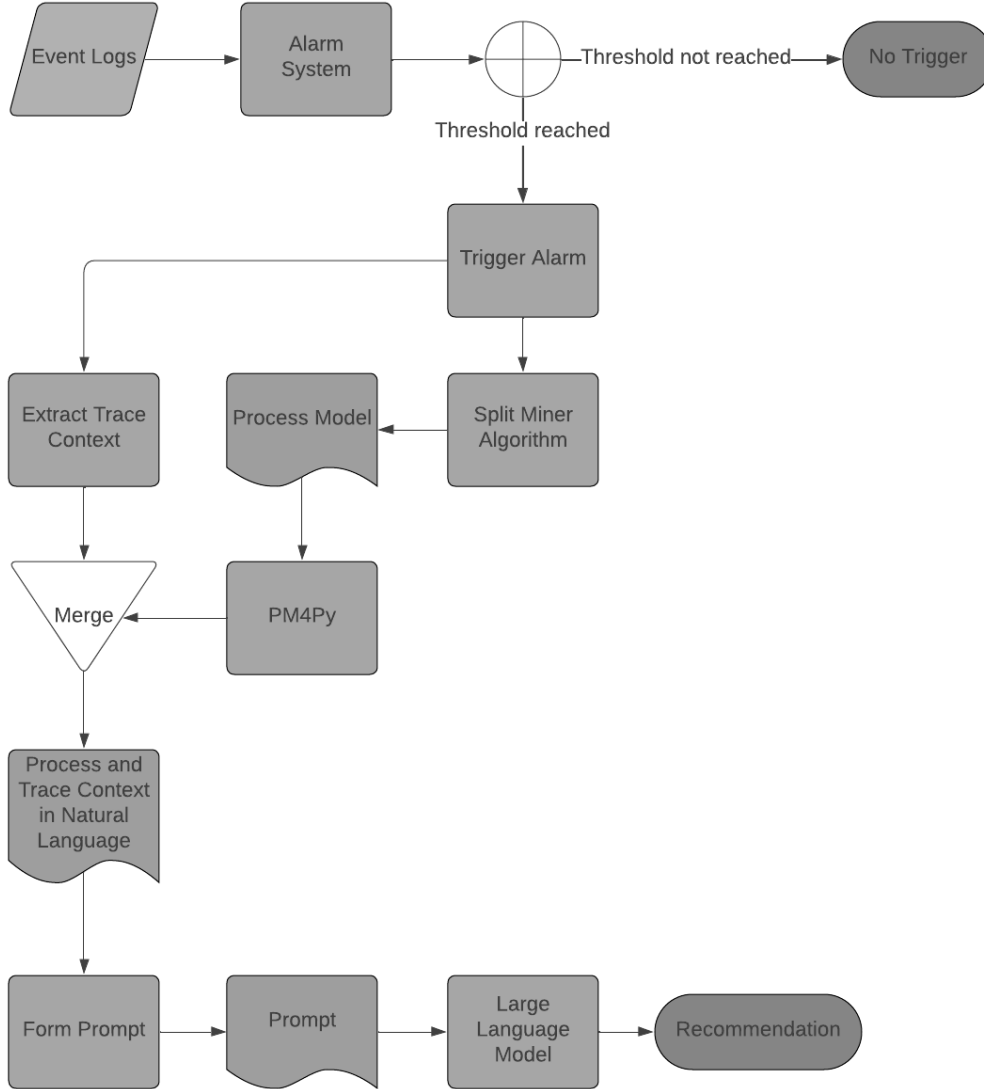 Event Logs
Alarm
System
Threshold not reached
No Trigger
Threshold reached
Trigger Alarm
Extract Trace
Context
Process Model
Split Miner
Algorithm
Merge
PM4Py
Process and
Trace Context
in Natural
Language
Form Prompt
Prompt
Large
Language
Model
Recommendation